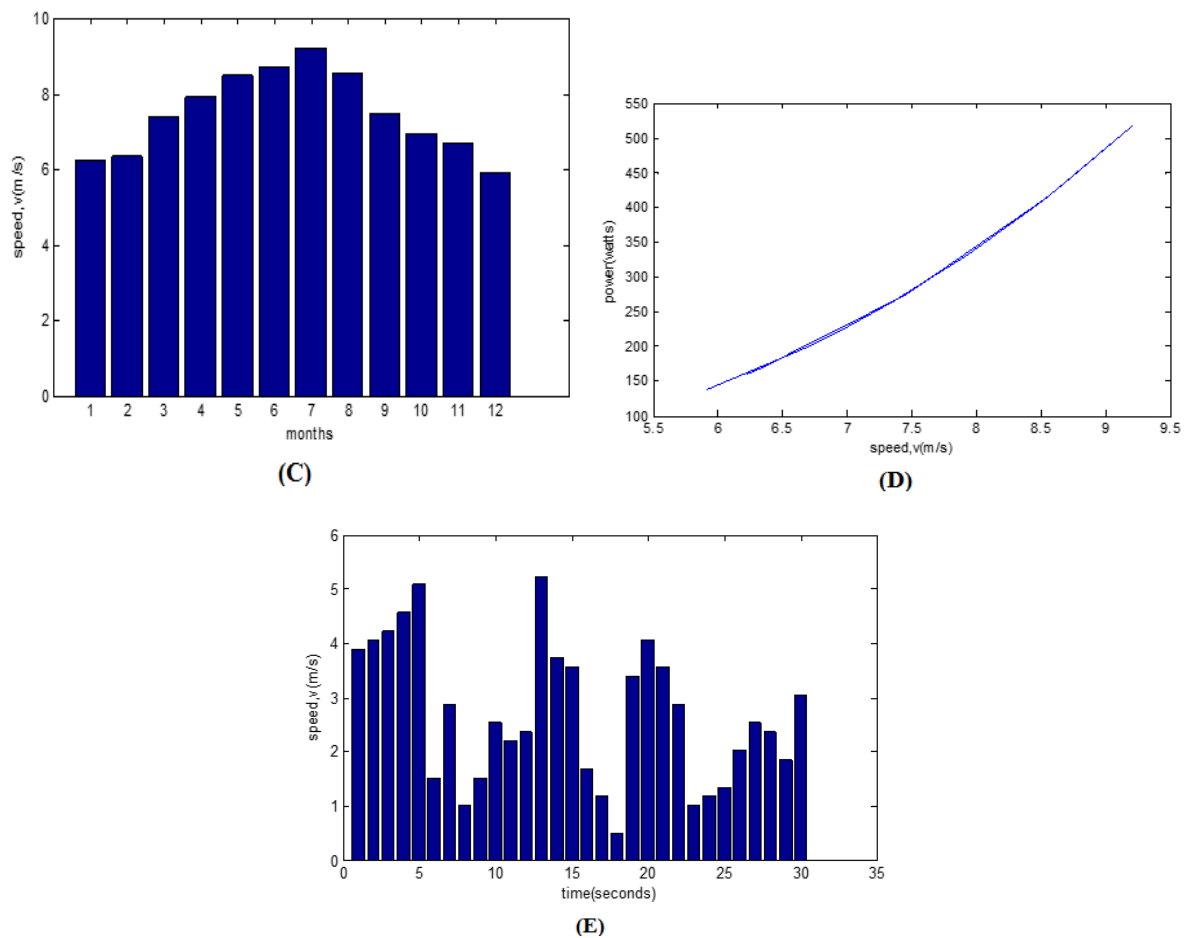 10
8
6
4
2
0
speed,v(m/s)
1 2 3 4 5 6 7 8 9 10 11 12
months
(C)
550
500
450
400
350
300
250
200
150
100
power(watts)
5.5 6 6.5 7 7.5 8 8.5 9 9.5
speed,v(m/s)
(D)
6
5
4
3
2
1
0
speed,v(m/s)
0 5 10 15 20 25 30 35
time(seconds)
(E)